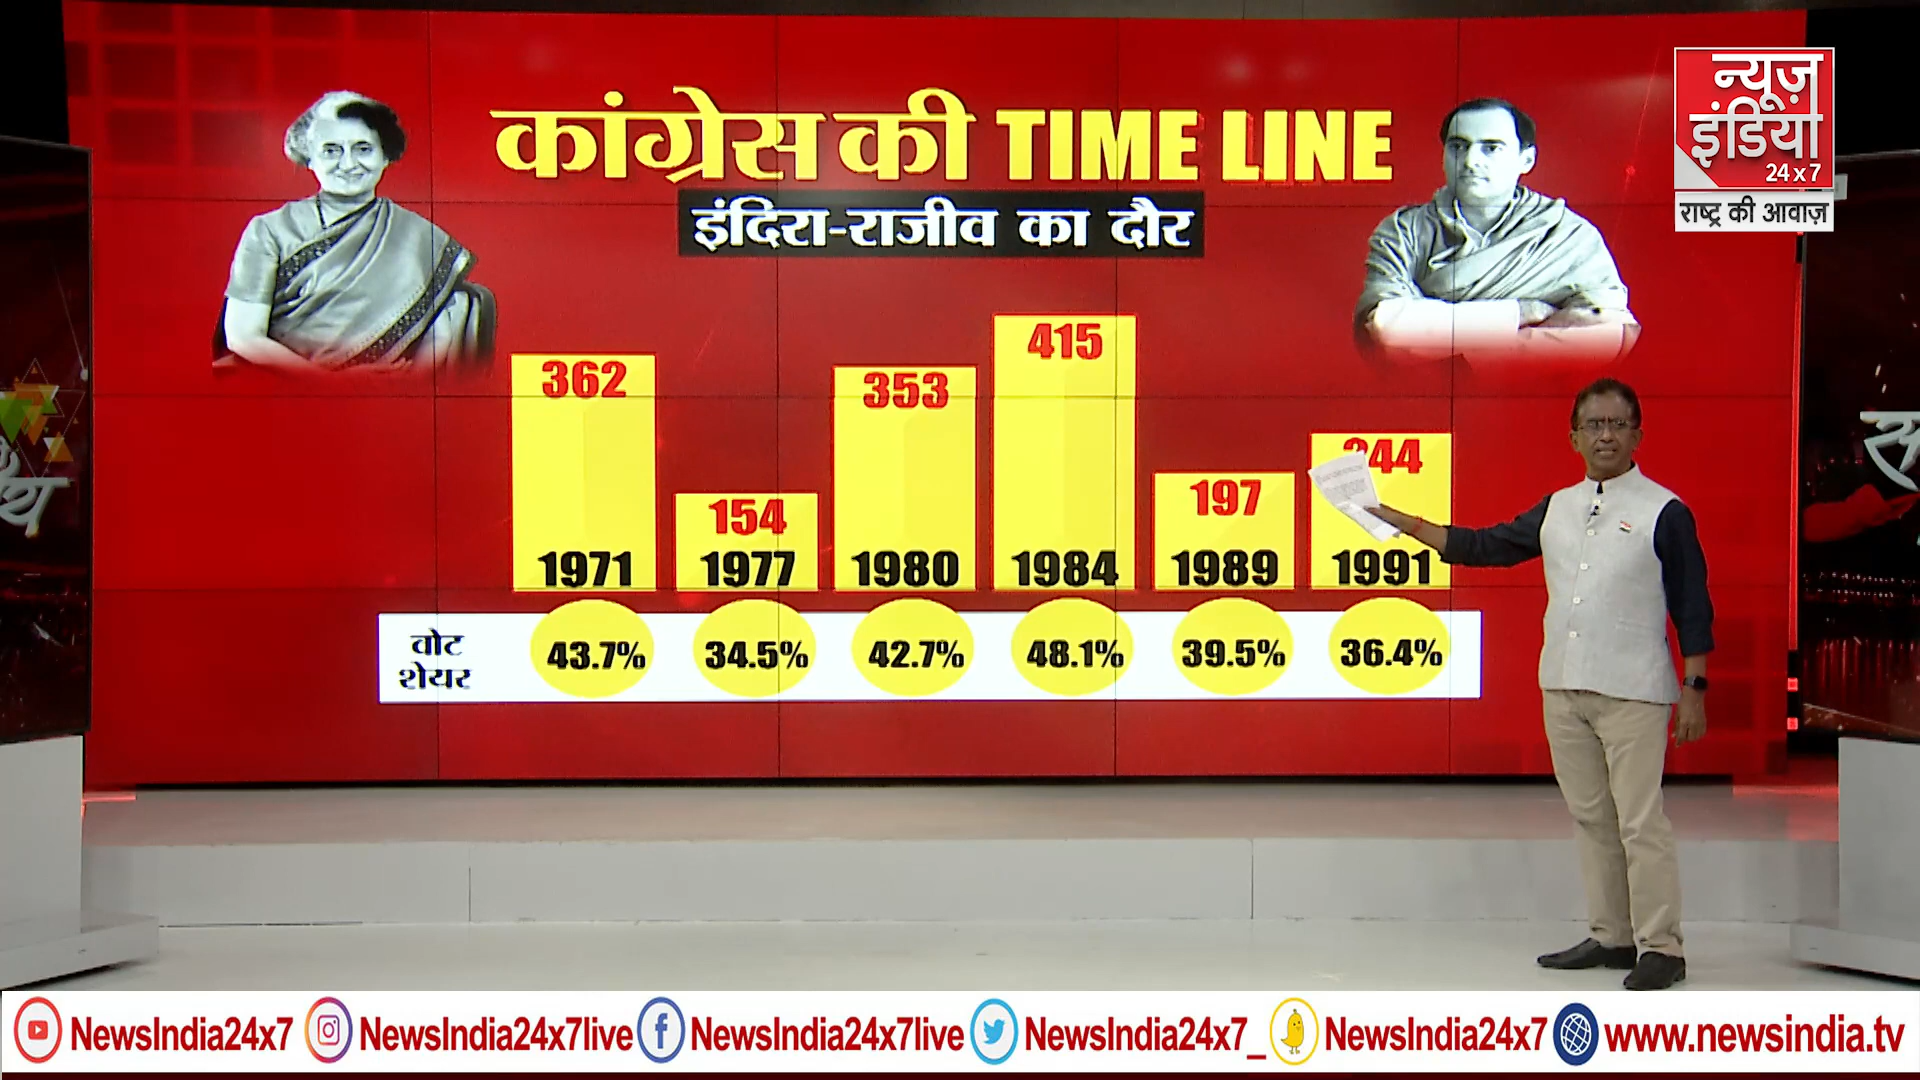 कांग्रेस की TIME LINE
इंदिरा-राजीव का दौर
न्यूज़
इंडिया
24x7
राष्ट्र की आवाज़
362
154
353
415
197
244
1971
1977
1980
1984
1989
1991
वोट
शेयर
43.7%
34.5%
42.7%
48.1%
39.5%
36.4%
NewsIndia24x7
NewsIndia24x7live
NewsIndia24x7live
NewsIndia24x7_
NewsIndia24x7
www.newsindia.tv